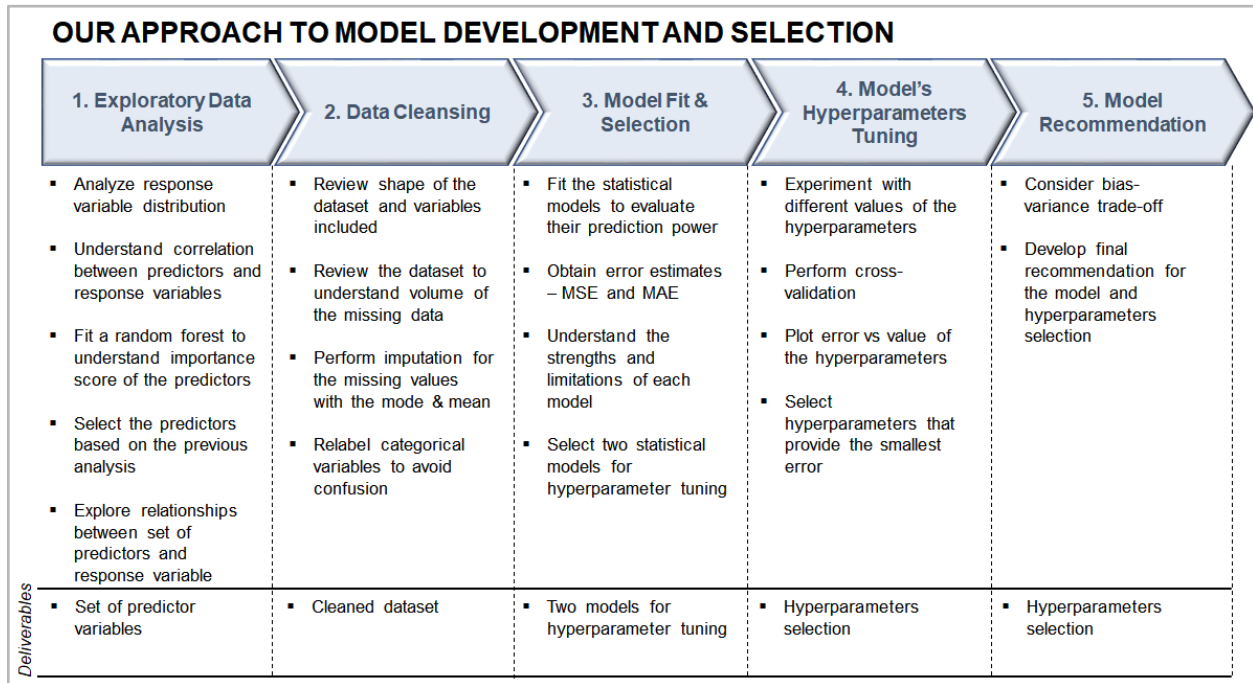 OUR APPROACH TO MODEL DEVELOPMENT AND SELECTION
1. Exploratory Data
Analysis
2. Data Cleansing
3. Model Fit &
Selection
4. Model's
Hyperparameters
Tuning
5. Model
Recommendation
▪ Analyze response
variable distribution
▪ Understand correlation
between predictors and
response variables
▪ Fit a random forest to
understand importance
score of the predictors
▪ Select the predictors
based on the previous
analysis
▪ Explore relationships
between set of
predictors and
response variable
▪ Review shape of the
dataset and variables
included
▪ Review the dataset to
understand volume of
the missing data
▪ Perform imputation for
the missing values
with the mode & mean
▪ Relabel categorical
variables to avoid
confusion
▪ Fit the statistical
models to evaluate
their prediction power
▪ Obtain error estimates
– MSE and MAE
▪ Understand the
strengths and
limitations of each
model
▪ Select two statistical
models for
hyperparameter tuning
▪ Experiment with
different values of the
hyperparameters
▪ Perform cross-
validation
▪ Plot error vs value of
the hyperparameters
▪ Select
hyperparameters that
provide the smallest
error
▪ Consider bias-
variance trade-off
▪ Develop final
recommendation for
the model and
hyperparameters
selection
Deliverables
▪ Set of predictor
variables
▪ Cleaned dataset
▪ Two models for
hyperparameter tuning
▪ Hyperparameters
selection
▪ Hyperparameters
selection